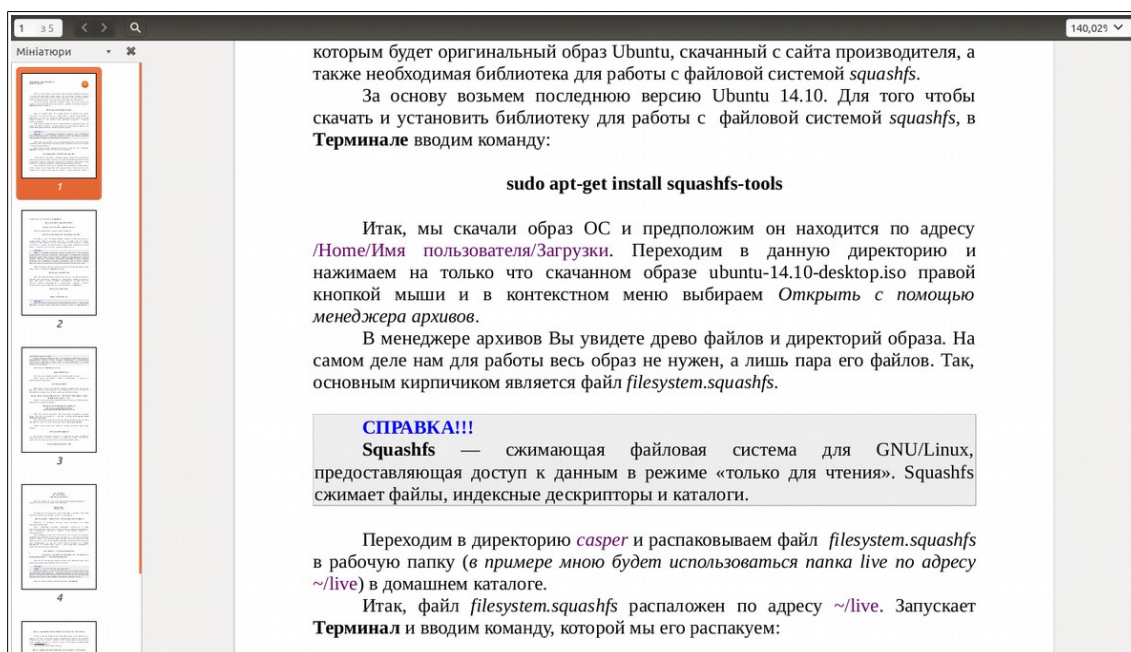 1 з 5
140,029
Мініатюри
1
2
3
4
которым будет оригинальный образ Ubuntu, скачанный с сайта производителя, а
также необходимая библиотека для работы с файловой системой squashfs.
За основу возьмем последнюю версию Ubuntu 14.10. Для того чтобы
скачать и установить библиотеку для работы с файловой системой squashfs, в
Терминале вводим команду:
sudo apt-get install squashfs-tools
Итак, мы скачали образ ОС и предположим он находится по адресу
/Home/Имя пользователя/Загрузки. Переходим в данную директорию и
нажимаем на только что скачанном образе ubuntu-14.10-desktop.iso правой
кнопкой мыши и в контекстном меню выбираем Открыть с помощью
менеджера архивов.
В менеджере архивов Вы увидете древо файлов и директорий образа. На
самом деле нам для работы весь образ не нужен, а лишь пара его файлов. Так,
основным кирпичиком является файл filesystem.squashfs.
СПРАВКА!!!
Squashfs — сжимающая файловая система для GNU/Linux,
предоставляющая доступ к данным в режиме «только для чтения». Squashfs
сжимает файлы, индексные дескрипторы и каталоги.
Переходим в директорию casper и распаковываем файл filesystem.squashfs
в рабочую папку (в примере мною будет использоваться папка live по адресу
~/live) в домашнем каталоге.
Итак, файл filesystem.squashfs распаложен по адресу ~/live. Запускает
Терминал и вводим команду, которой мы его распакуем: